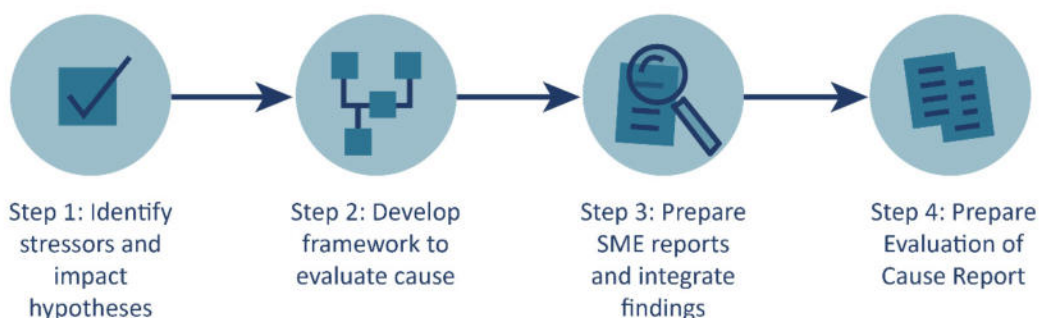 Step 1: Identify
stressors and
impact
hypotheses
Step 2: Develop
framework to
evaluate cause
Step 3: Prepare
SME reports
and integrate
findings
Step 4: Prepare
Evaluation of
Cause Report